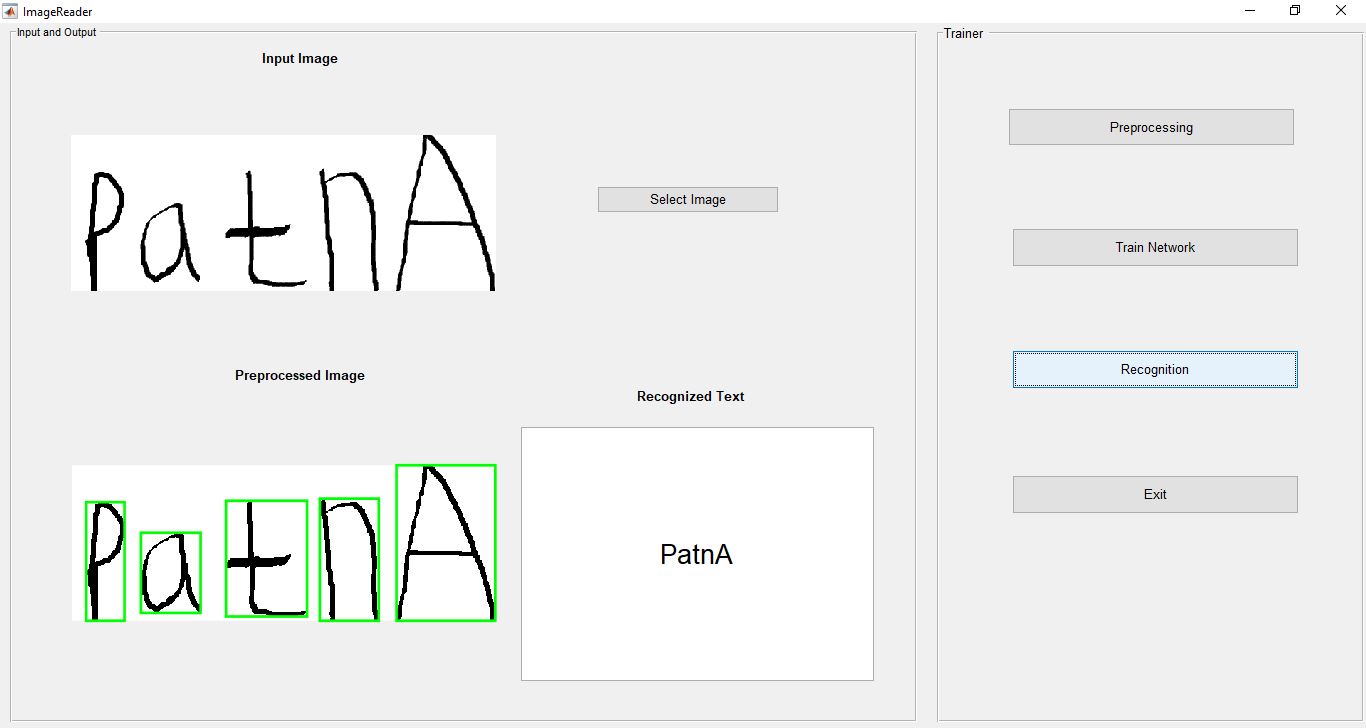 ImageReader
Input and Output
Input Image
PatnA
Select Image
Preprocessed Image
PatnA
Recognized Text
PatnA
Trainer
Preprocessing
Train Network
Recognition
Exit